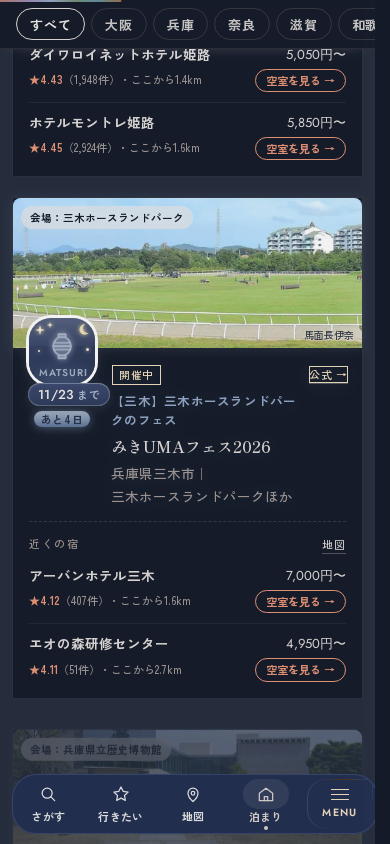 すべて
大阪
兵庫
奈良
滋賀
和歌
ダイワロイネットホテル姫路
5,050円〜
★4.43（1,948件）・ここから1.4km
空室を見る →
ホテルモントレ姫路
5,850円〜
★4.45（2,924件）・ここから1.6km
空室を見る →
会場：三木ホースランドパーク
馬面長伊奈
MATSURI
11/23 まで
あと4日
開催中
公式 →
【三木】三木ホースランドパー
クのフェス
みきUMAフェス2026
兵庫県三木市｜
三木ホースランドパークほか
近くの宿
地図
アーバンホテル三木
7,000円〜
★4.12（407件）・ここから1.6km
空室を見る →
エオの森研修センター
4,950円〜
★4.11（51件）・ここから2.7km
空室を見る →
会場：兵庫県立歴史博物館
さがす
行きたい
地図
泊まり
MENU